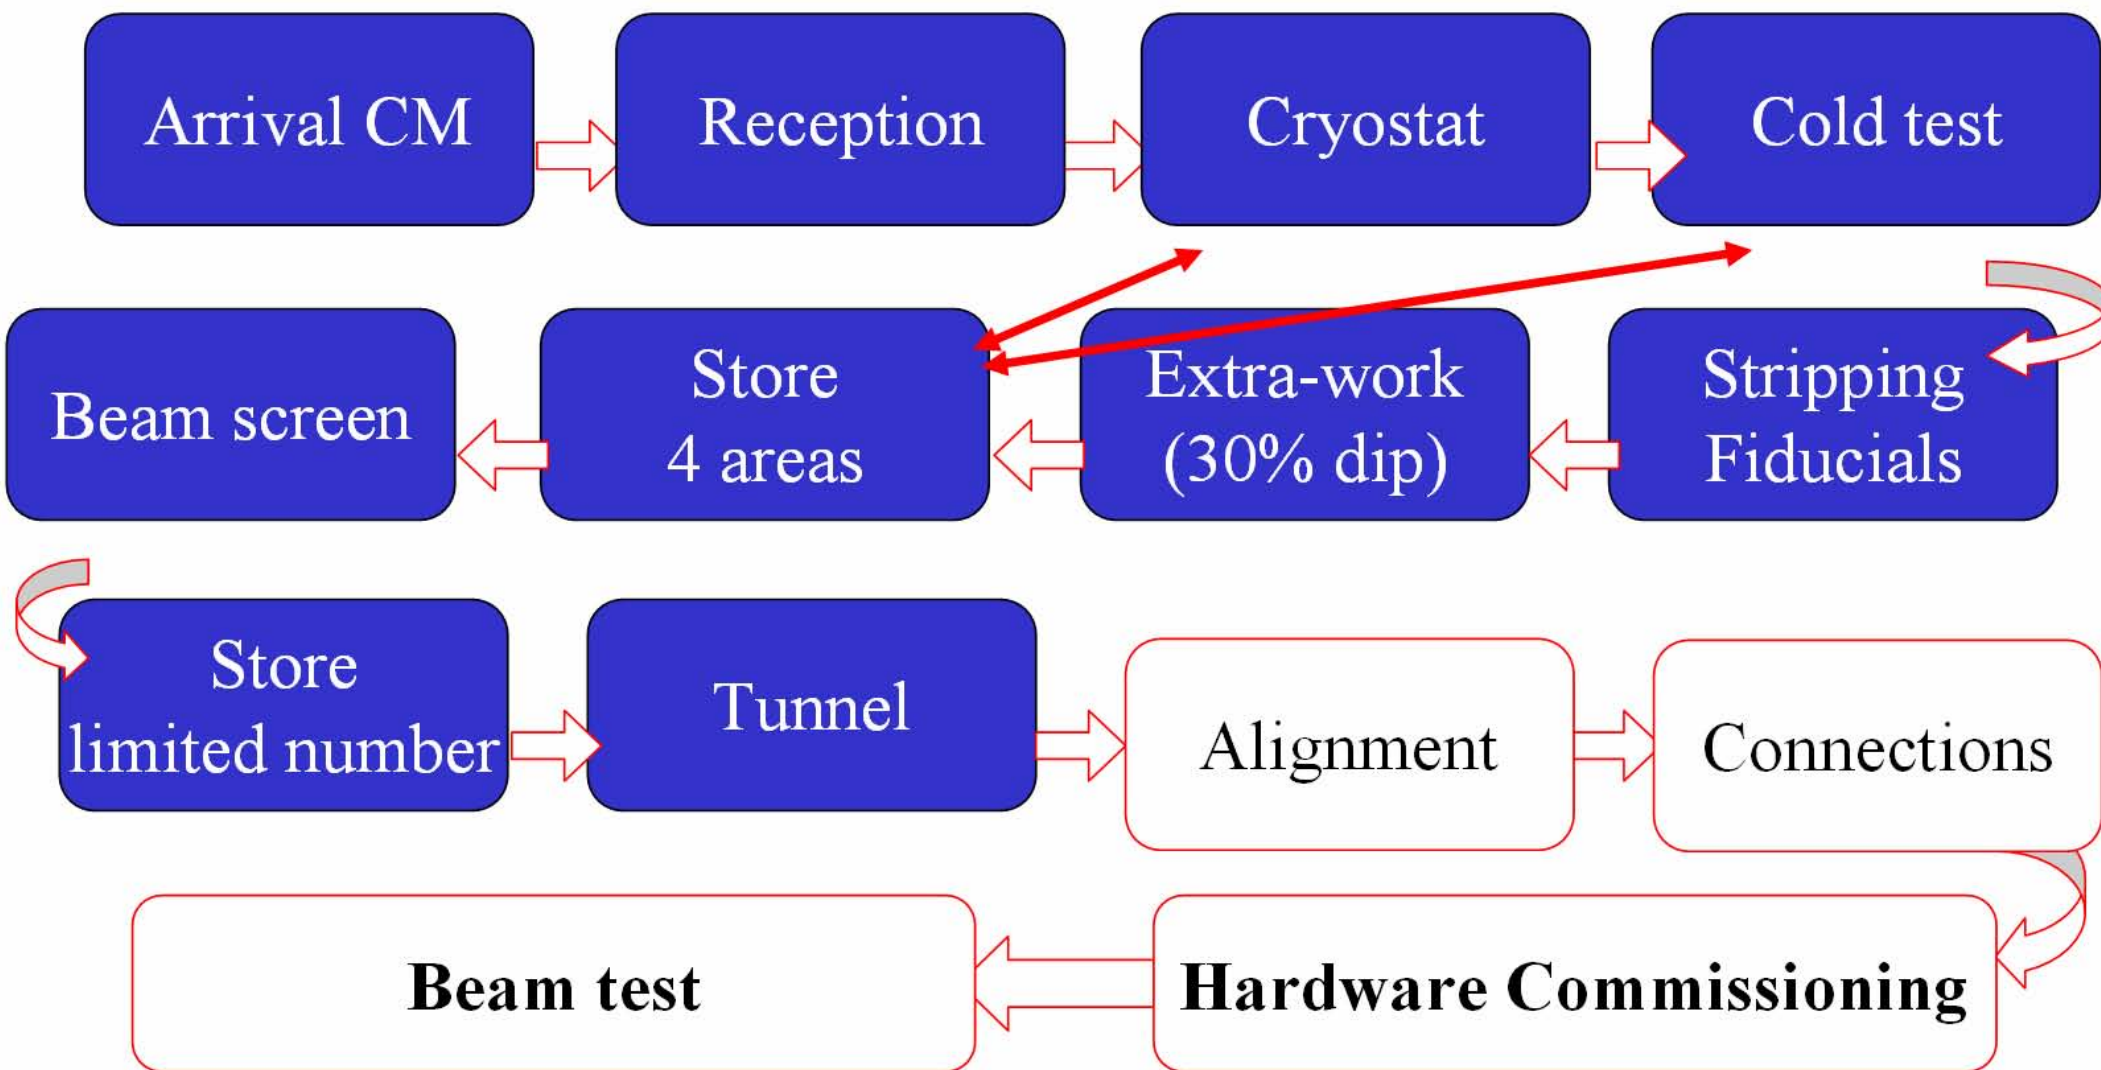 Arrival CM
Reception
Cryostat
Cold test
Beam screen
Store
4 areas
Extra-work
(30% dip)
Stripping
Fiducials
Store
limited number
Tunnel
Alignment
Connections
Beam test
Hardware Commissioning